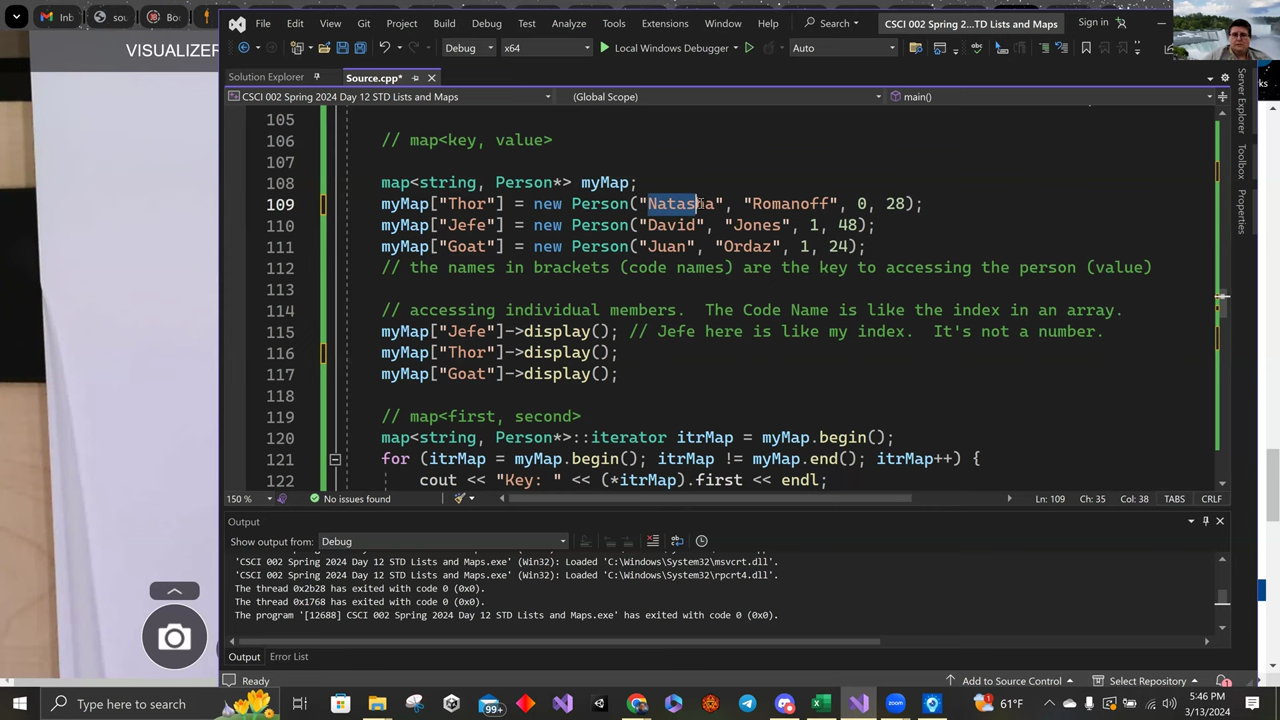 File Edit View Git Project Build Debug Test Analyze Tools Extensions Window Help Search CSCI 002 Spring 2...TD Lists and Maps Sign in
VISUALIZER
Debug x64 Local Windows Debugger Auto
Solution Explorer Source.cpp*
CSCI 002 Spring 2024 Day 12 STD Lists and Maps (Global Scope) main()
105
106 // map<key, value>
107
108 map<string, Person*> myMap;
109 myMap["Thor"] = new Person("Natasha", "Romanoff", 0, 28);
110 myMap["Jefe"] = new Person("David", "Jones", 1, 48);
111 myMap["Goat"] = new Person("Juan", "Ordaz", 1, 24);
112 // the names in brackets (code names) are the key to accessing the person (value)
113
114 // accessing individual members.  The Code Name is like the index in an array.
115 myMap["Jefe"]->display(); // Jefe here is like my index.  It's not a number.
116 myMap["Thor"]->display();
117 myMap["Goat"]->display();
118
119 // map<first, second>
120 map<string, Person*>::iterator itrMap = myMap.begin();
121 for (itrMap = myMap.begin(); itrMap != myMap.end(); itrMap++) {
122 cout << "Key: " << (*itrMap).first << endl;
150 % No issues found Ln: 109 Ch: 35 Col: 38 TABS CRLF
Output
Show output from: Debug
'CSCI 002 Spring 2024 Day 12 STD Lists and Maps.exe' (Win32): Loaded 'C:\Windows\System32\msvcrt.dll'.
'CSCI 002 Spring 2024 Day 12 STD Lists and Maps.exe' (Win32): Loaded 'C:\Windows\System32\rpcrt4.dll'.
The thread 0x2b28 has exited with code 0 (0x0).
The thread 0x1768 has exited with code 0 (0x0).
The program '[12688] CSCI 002 Spring 2024 Day 12 STD Lists and Maps.exe' has exited with code 0 (0x0).
Output Error List
Ready Add to Source Control Select Repository
Server Explorer
Toolbox
Properties
Type here to search 99+ zoom 61°F 5:46 PM
3/13/2024